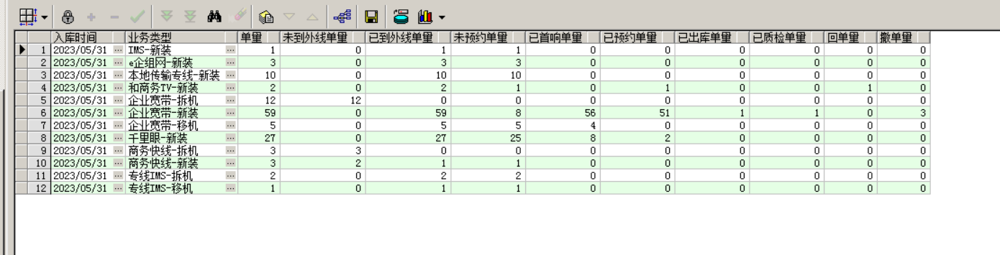 入库时间 业务类型 单量 未到外线单量 已到外线单量 未预约单量 已首响单量 已预约单量 已出库单量 已质检单量 回单量 撤单量
1 2023/05/31 ... IMS-新装 ... 1 0 1 1 0 0 0 0 0 0
2 2023/05/31 ... e企组网-新装 ... 3 0 3 3 0 0 0 0 0 0
3 2023/05/31 ... 本地传输专线-新装 ... 10 0 10 10 0 0 0 0 0 0
4 2023/05/31 ... 和商务TV-新装 ... 2 0 2 1 0 1 0 0 1 0
5 2023/05/31 ... 企业宽带-拆机 ... 12 12 0 0 0 0 0 0 0 0
6 2023/05/31 ... 企业宽带-新装 ... 59 0 59 8 56 51 1 1 0 3
7 2023/05/31 ... 企业宽带-移机 ... 5 0 5 5 4 0 0 0 0 0
8 2023/05/31 ... 千里眼-新装 ... 27 0 27 25 8 2 0 0 0 0
9 2023/05/31 ... 商务快线-拆机 ... 3 3 0 0 0 0 0 0 0 0
10 2023/05/31 ... 商务快线-新装 ... 3 2 1 1 0 0 0 0 0 0
11 2023/05/31 ... 专线IMS-拆机 ... 2 0 2 2 0 0 0 0 0 0
12 2023/05/31 ... 专线IMS-移机 ... 1 0 1 1 0 0 0 0 0 0